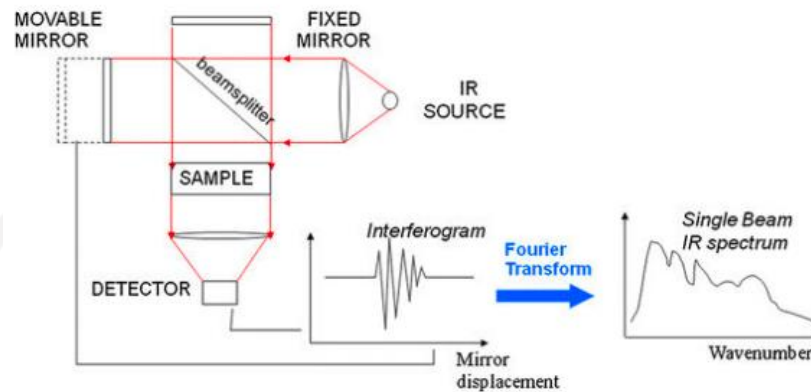 MOVABLE
MIRROR
FIXED
MIRROR
beamsplitter
IR
SOURCE
SAMPLE
DETECTOR
Interferogram
Mirror
displacement
Fourier
Transform
Single Beam
IR spectrum
Wavenumber